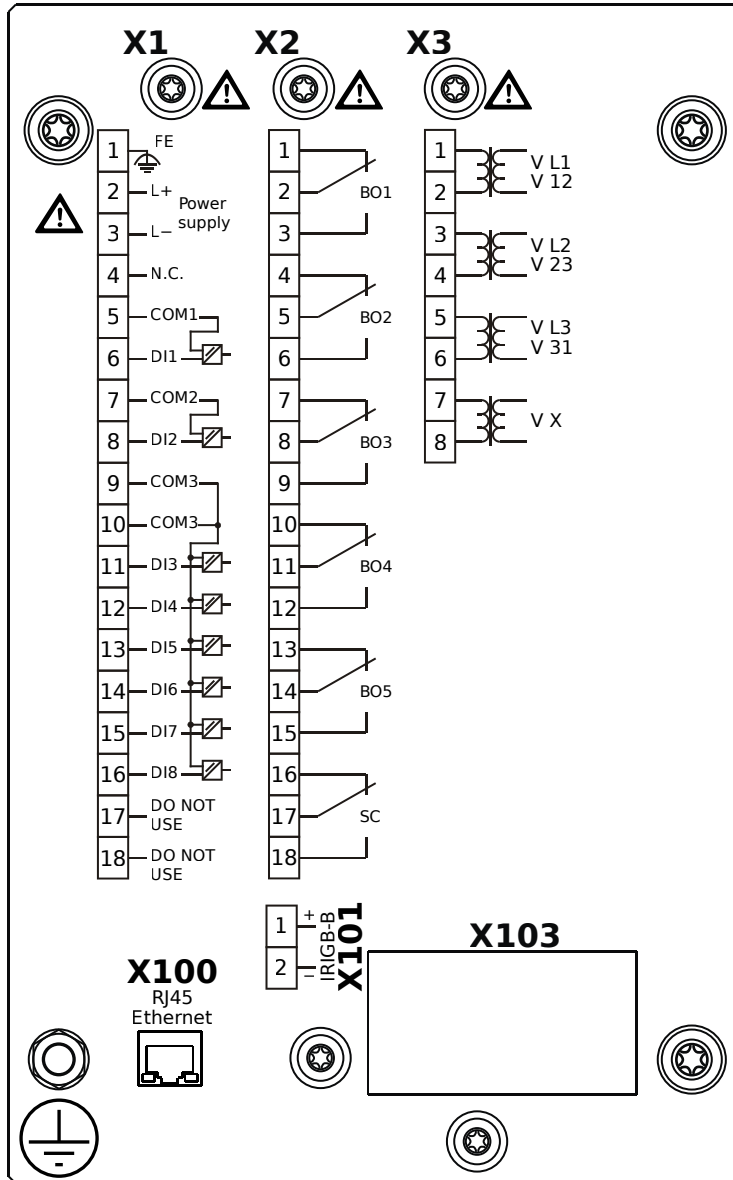 X1
X2
X3
1
FE
2
L+
Power
supply
3
L−
4
N.C.
5
COM1
6
DI1
7
COM2
8
DI2
9
COM3
10
COM3
11
DI3
12
DI4
13
DI5
14
DI6
15
DI7
16
DI8
17
DO NOT
USE
18
DO NOT
USE
1
2
BO1
3
4
5
BO2
6
7
8
BO3
9
10
11
BO4
12
13
14
BO5
15
16
17
SC
18
1
V L1
2
V 12
3
V L2
4
V 23
5
V L3
6
V 31
7
V X
8
1
+
2
−
IRIGB-B
X101
X103
X100
RJ45
Ethernet